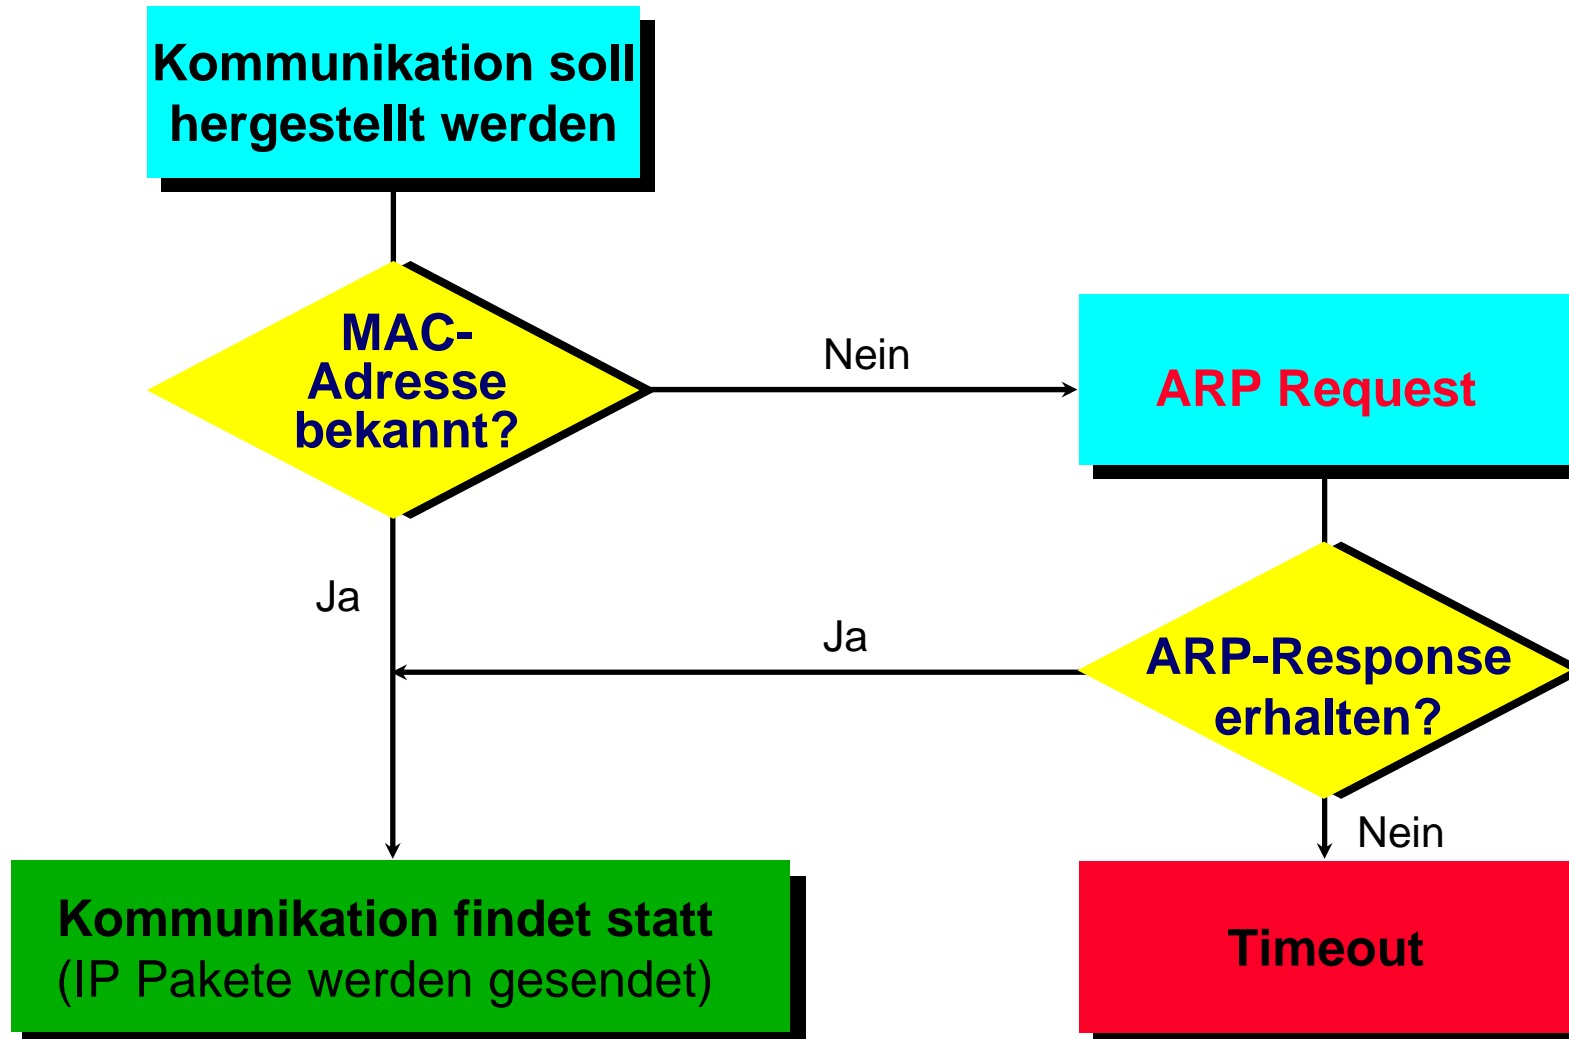 Kommunikation soll
hergestellt werden
MAC-
Adresse
bekannt?
Nein
ARP Request
Ja
Ja
ARP-Response
erhalten?
Nein
Kommunikation findet statt
(IP Pakete werden gesendet)
Timeout